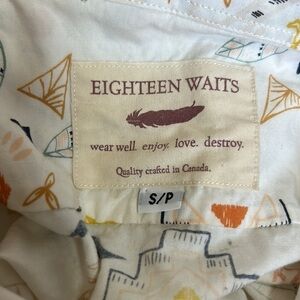 EIGHTEEN WAITS
wear well. enjoy. love. destroy.
Quality crafted in Canada.
S/P